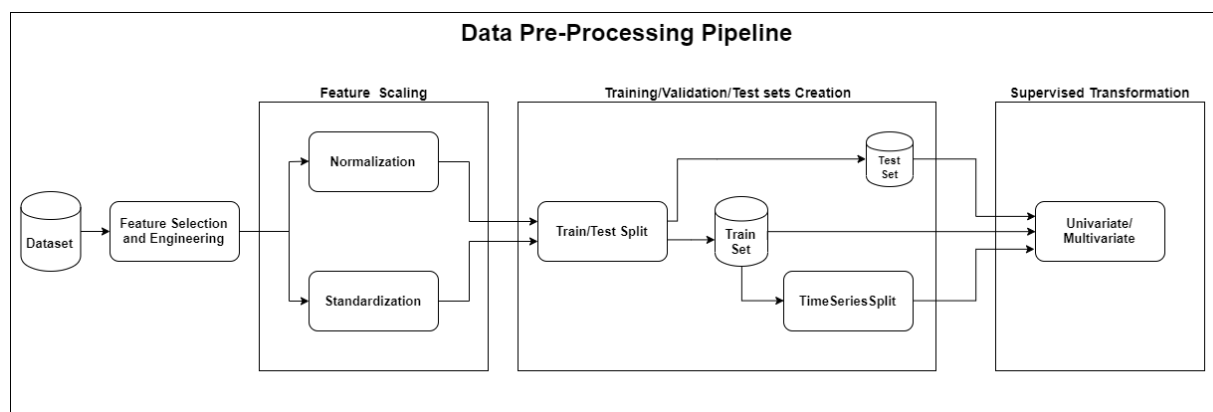 Data Pre-Processing Pipeline
Feature Scaling
Training/Validation/Test sets Creation
Supervised Transformation
Dataset
Feature Selection
and Engineering
Normalization
Standardization
Train/Test Split
Test
Set
Train
Set
TimeSeriesSplit
Univariate/
Multivariate